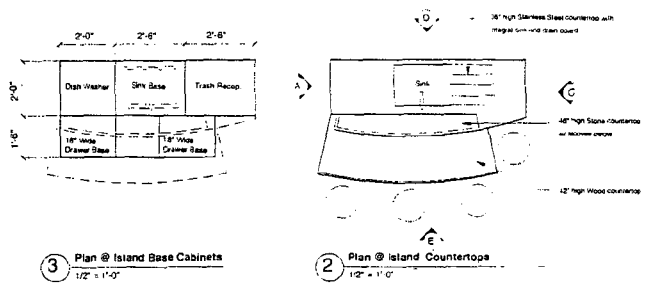 2'-0" 2'-6" 2'-6"
2'-0"
1'-6"
Dish Washer Sink Base Trash Recep.
18" Wide
Drawer Base
18" Wide
Drawer Base
3 Plan @ Island Base Cabinets
1/2" = 1'-0"
D
36" high Stainless Steel countertop with
integral sink and drain board
A
Sink
C
48" high Stone countertop
42" high Wood countertop
E
2 Plan @ Island Countertops
1/2" = 1'-0"